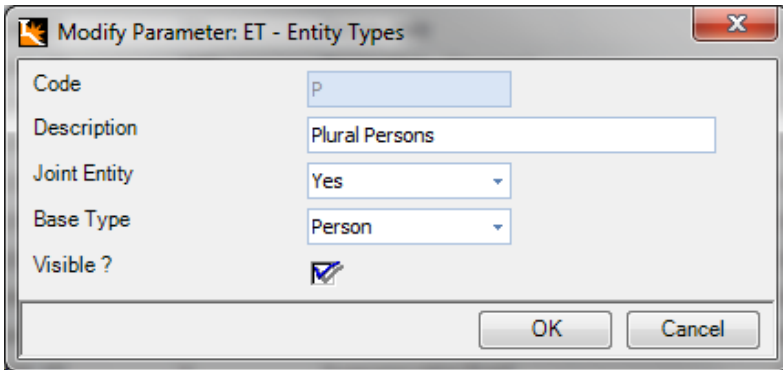 Modify Parameter: ET - Entity Types
Code P
Description Plural Persons
Joint Entity Yes
Base Type Person
Visible ?
OK Cancel